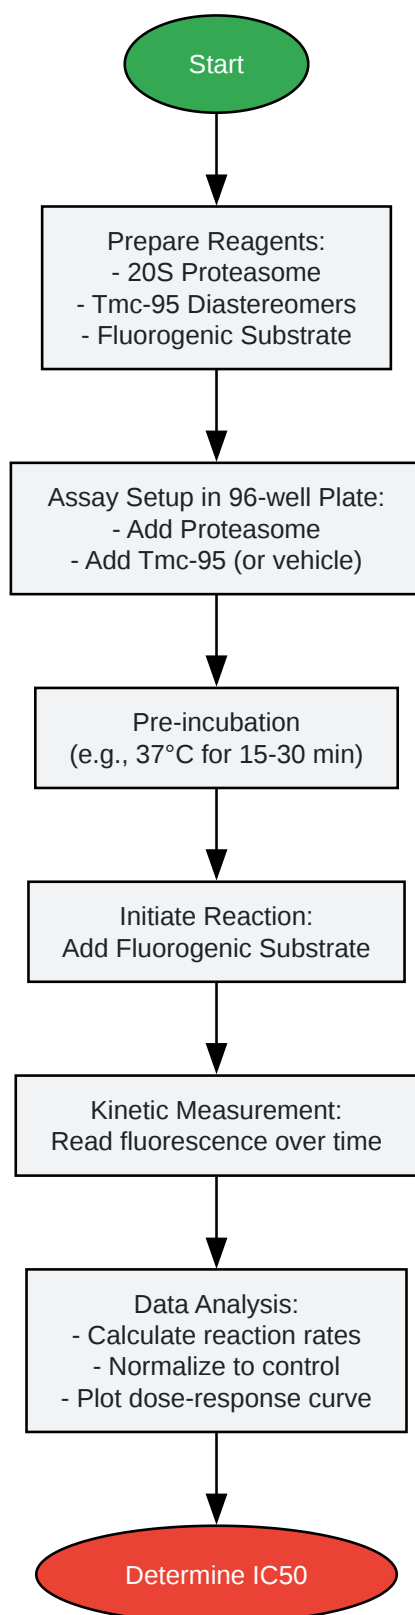 Start
Prepare Reagents:
- 20S Proteasome
- Tmc-95 Diastereomers
- Fluorogenic Substrate
Assay Setup in 96-well Plate:
- Add Proteasome
- Add Tmc-95 (or vehicle)
Pre-incubation
(e.g., 37°C for 15-30 min)
Initiate Reaction:
Add Fluorogenic Substrate
Kinetic Measurement:
Read fluorescence over time
Data Analysis:
- Calculate reaction rates
- Normalize to control
- Plot dose-response curve
Determine IC50